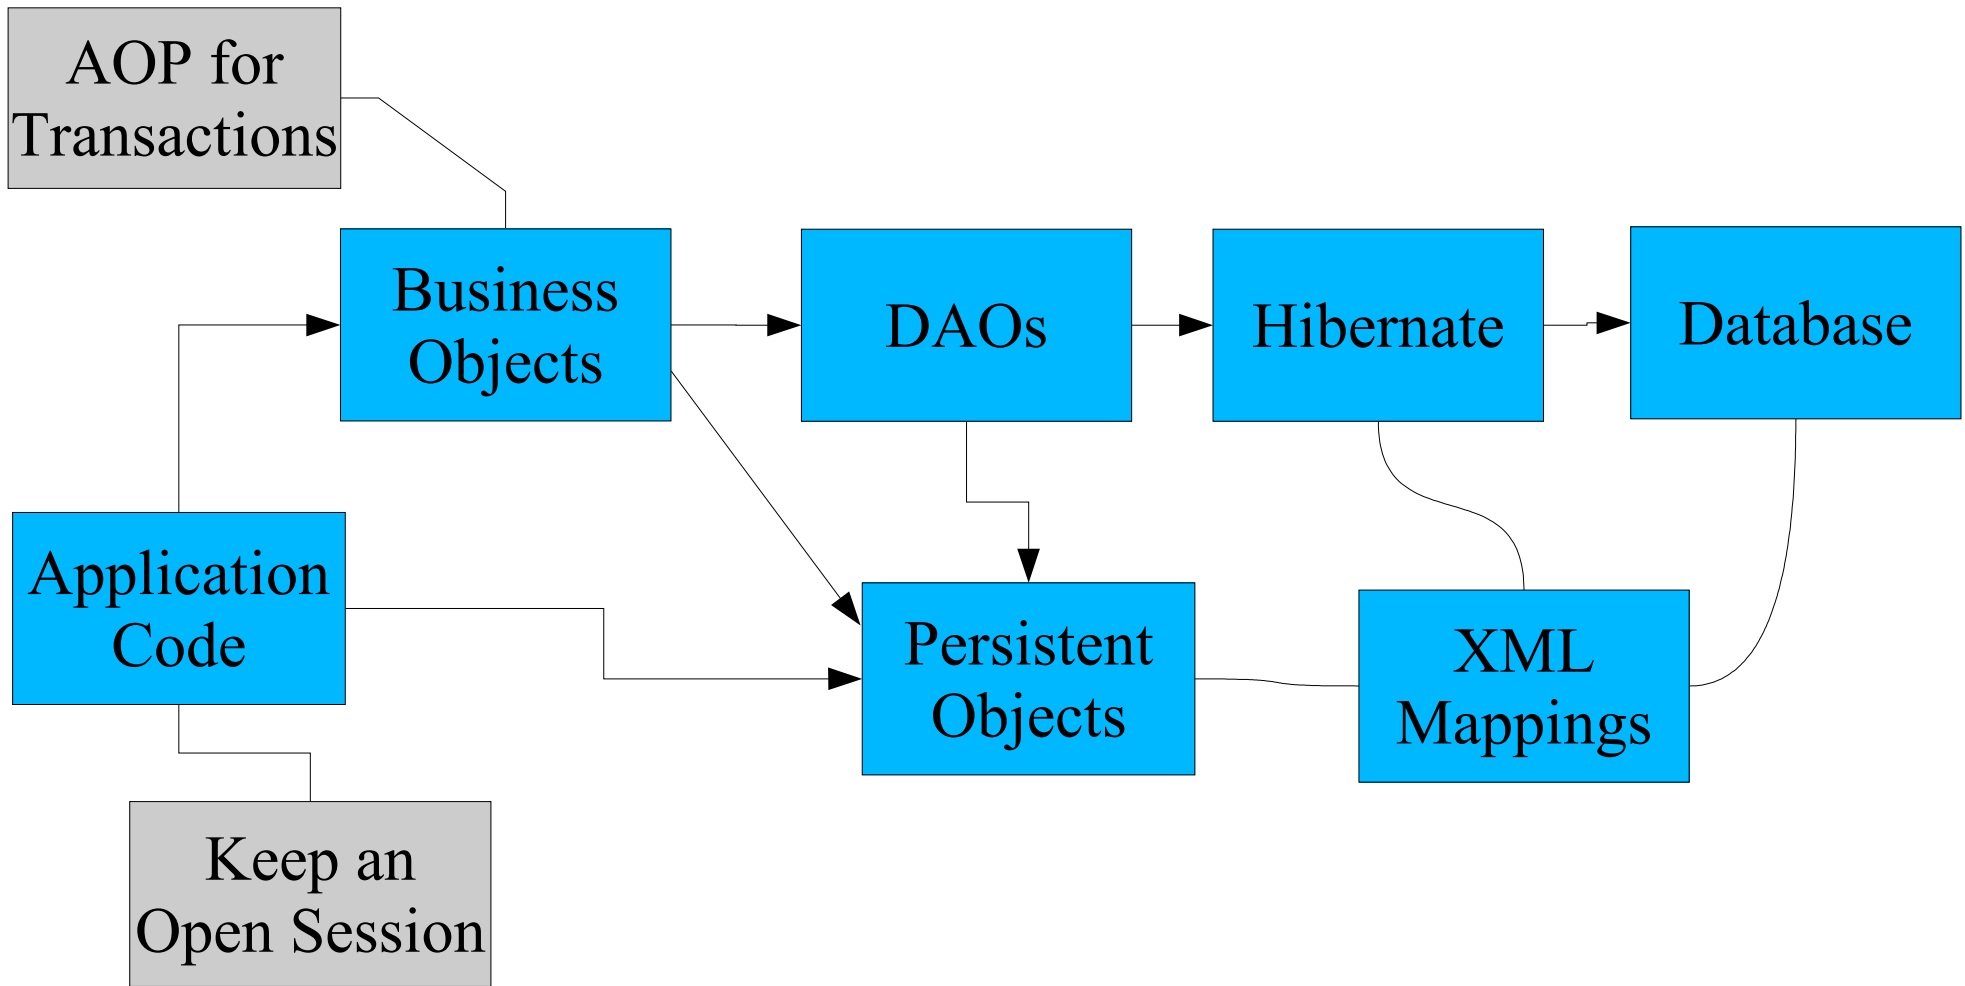 AOP for
Transactions
Business
Objects
DAOs
Hibernate
Database
Application
Code
Persistent
Objects
XML
Mappings
Keep an
Open Session